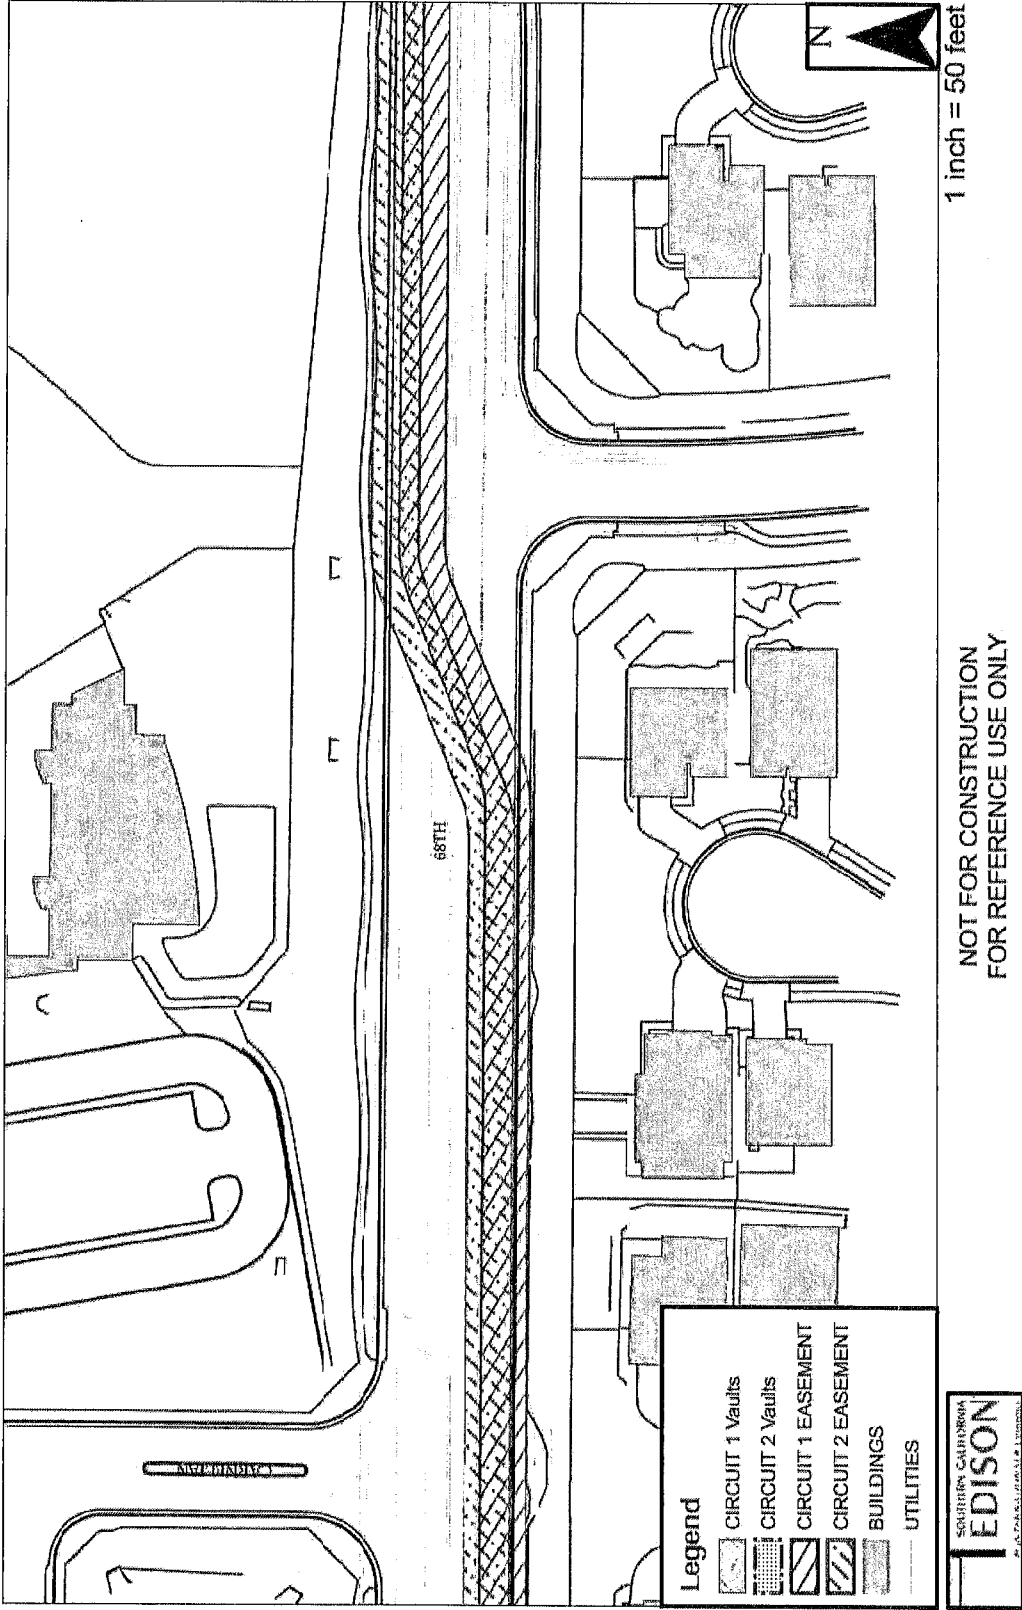 N
1 inch = 50 feet
68TH
NOT FOR CONSTRUCTION
FOR REFERENCE USE ONLY
Legend
CIRCUIT 1 Vaults
CIRCUIT 2 Vaults
CIRCUIT 1 EASEMENT
CIRCUIT 2 EASEMENT
BUILDINGS
UTILITIES
SOUTHERN CALIFORNIA
EDISON